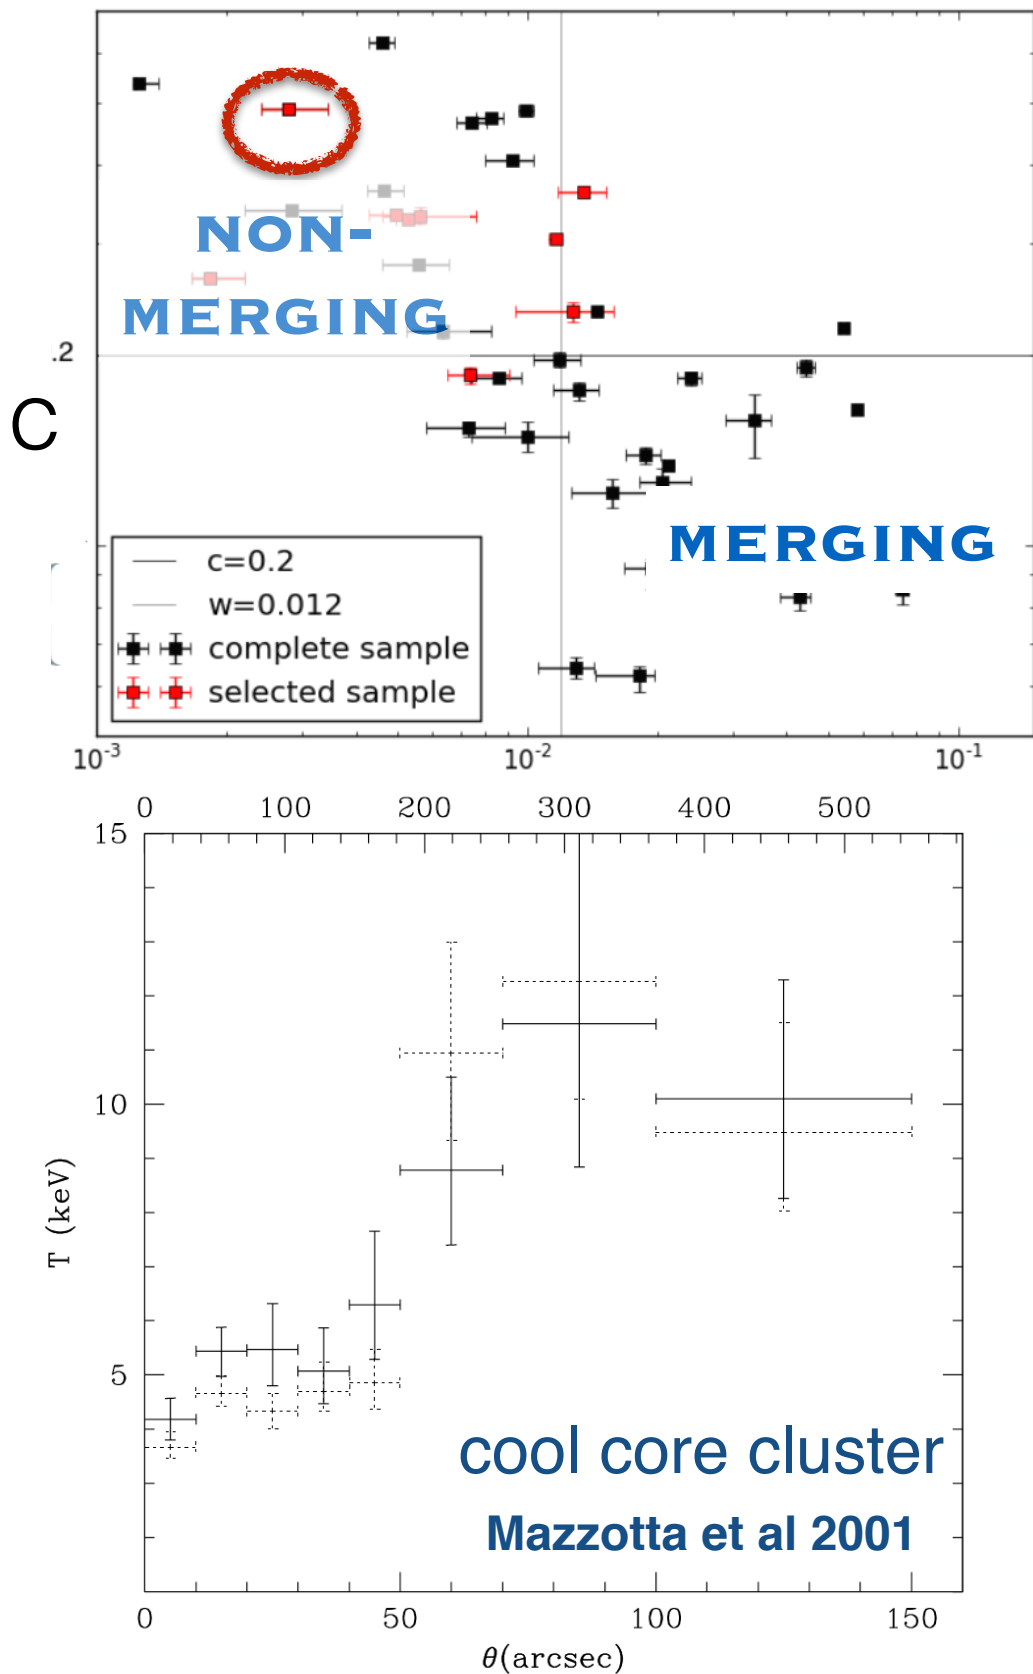 NON-
MERGING
.2
C
MERGING
c=0.2
w=0.012
complete sample
selected sample
10⁻³ 10⁻² 10⁻¹
0 100 200 300 400 500
15
10
5
T (keV)
cool core cluster
Mazzotta et al 2001
0 50 100 150
θ(arcsec)